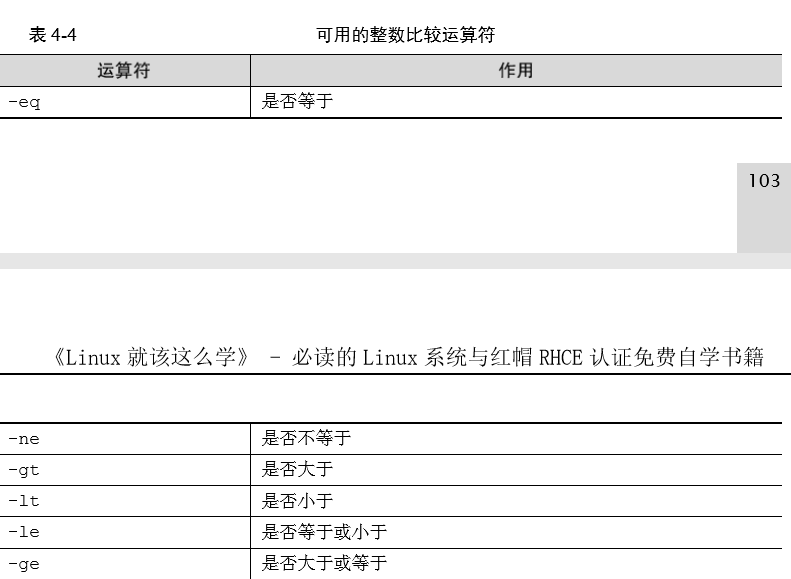 表 4-4 可用的整数比较运算符
运算符 作用
-eq 是否等于
103
《Linux 就该这么学》 - 必读的 Linux 系统与红帽 RHCE 认证免费自学书籍
-ne 是否不等于
-gt 是否大于
-lt 是否小于
-le 是否等于或小于
-ge 是否大于或等于